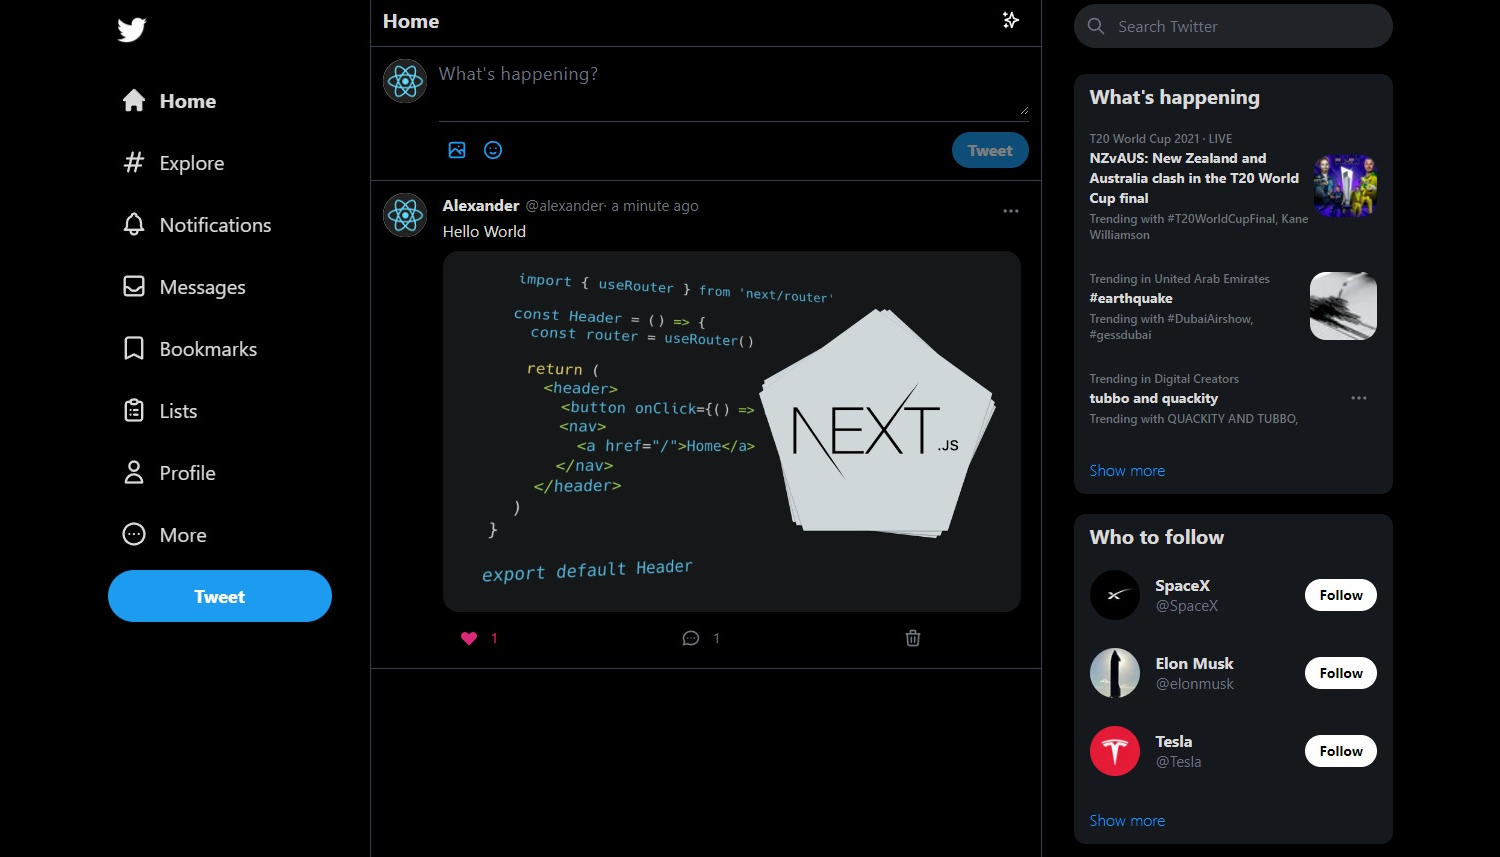 Home
Explore
Notifications
Messages
Bookmarks
Lists
Profile
More
Tweet
Home
What's happening?
Tweet
Alexander @alexander· a minute ago
Hello World
import { useRouter } from 'next/router'
const Header = () => {
const router = useRouter()
return (
<header>
<button onClick={() =>
<nav>
<a href="/">Home</a>
</nav>
</header>
)
}
export default Header
NEXT.JS
1
1
Search Twitter
What's happening
T20 World Cup 2021 · LIVE
NZvAUS: New Zealand and
Australia clash in the T20 World
Cup final
Trending with #T20WorldCupFinal, Kane
Williamson
Trending in United Arab Emirates
#earthquake
Trending with #DubaiAirshow,
#gessdubai
Trending in Digital Creators
tubbo and quackity
Trending with QUACKITY AND TUBBO,
Show more
Who to follow
SpaceX
@SpaceX
Follow
Elon Musk
@elonmusk
Follow
Tesla
@Tesla
Follow
Show more